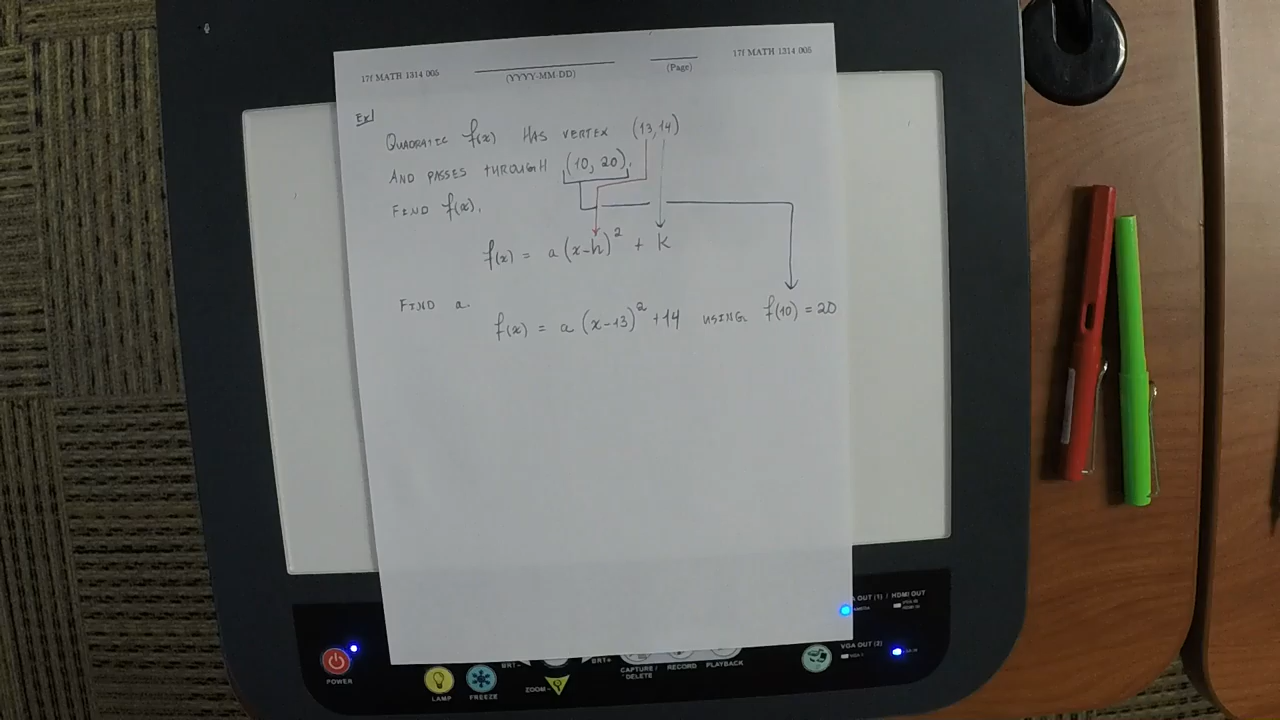 17f MATH 1314 005
(YYYY-MM-DD)
(Page)
17f MATH 1314 005
Ex]
QUADRATIC f(x) HAS VERTEX (13,14)
AND PASSES THROUGH (10, 20).
FIND f(x).
f(x) = a(x-h)² + k
FIND a.
f(x) = a (x-13)² +14 USING f(10) = 20
A OUT (1) / HDMI OUT
VGA OUT (2)
POWER
LAMP
FREEZE
BRT-
ZOOM-
BRT+
CAPTURE / DELETE
RECORD
PLAYBACK